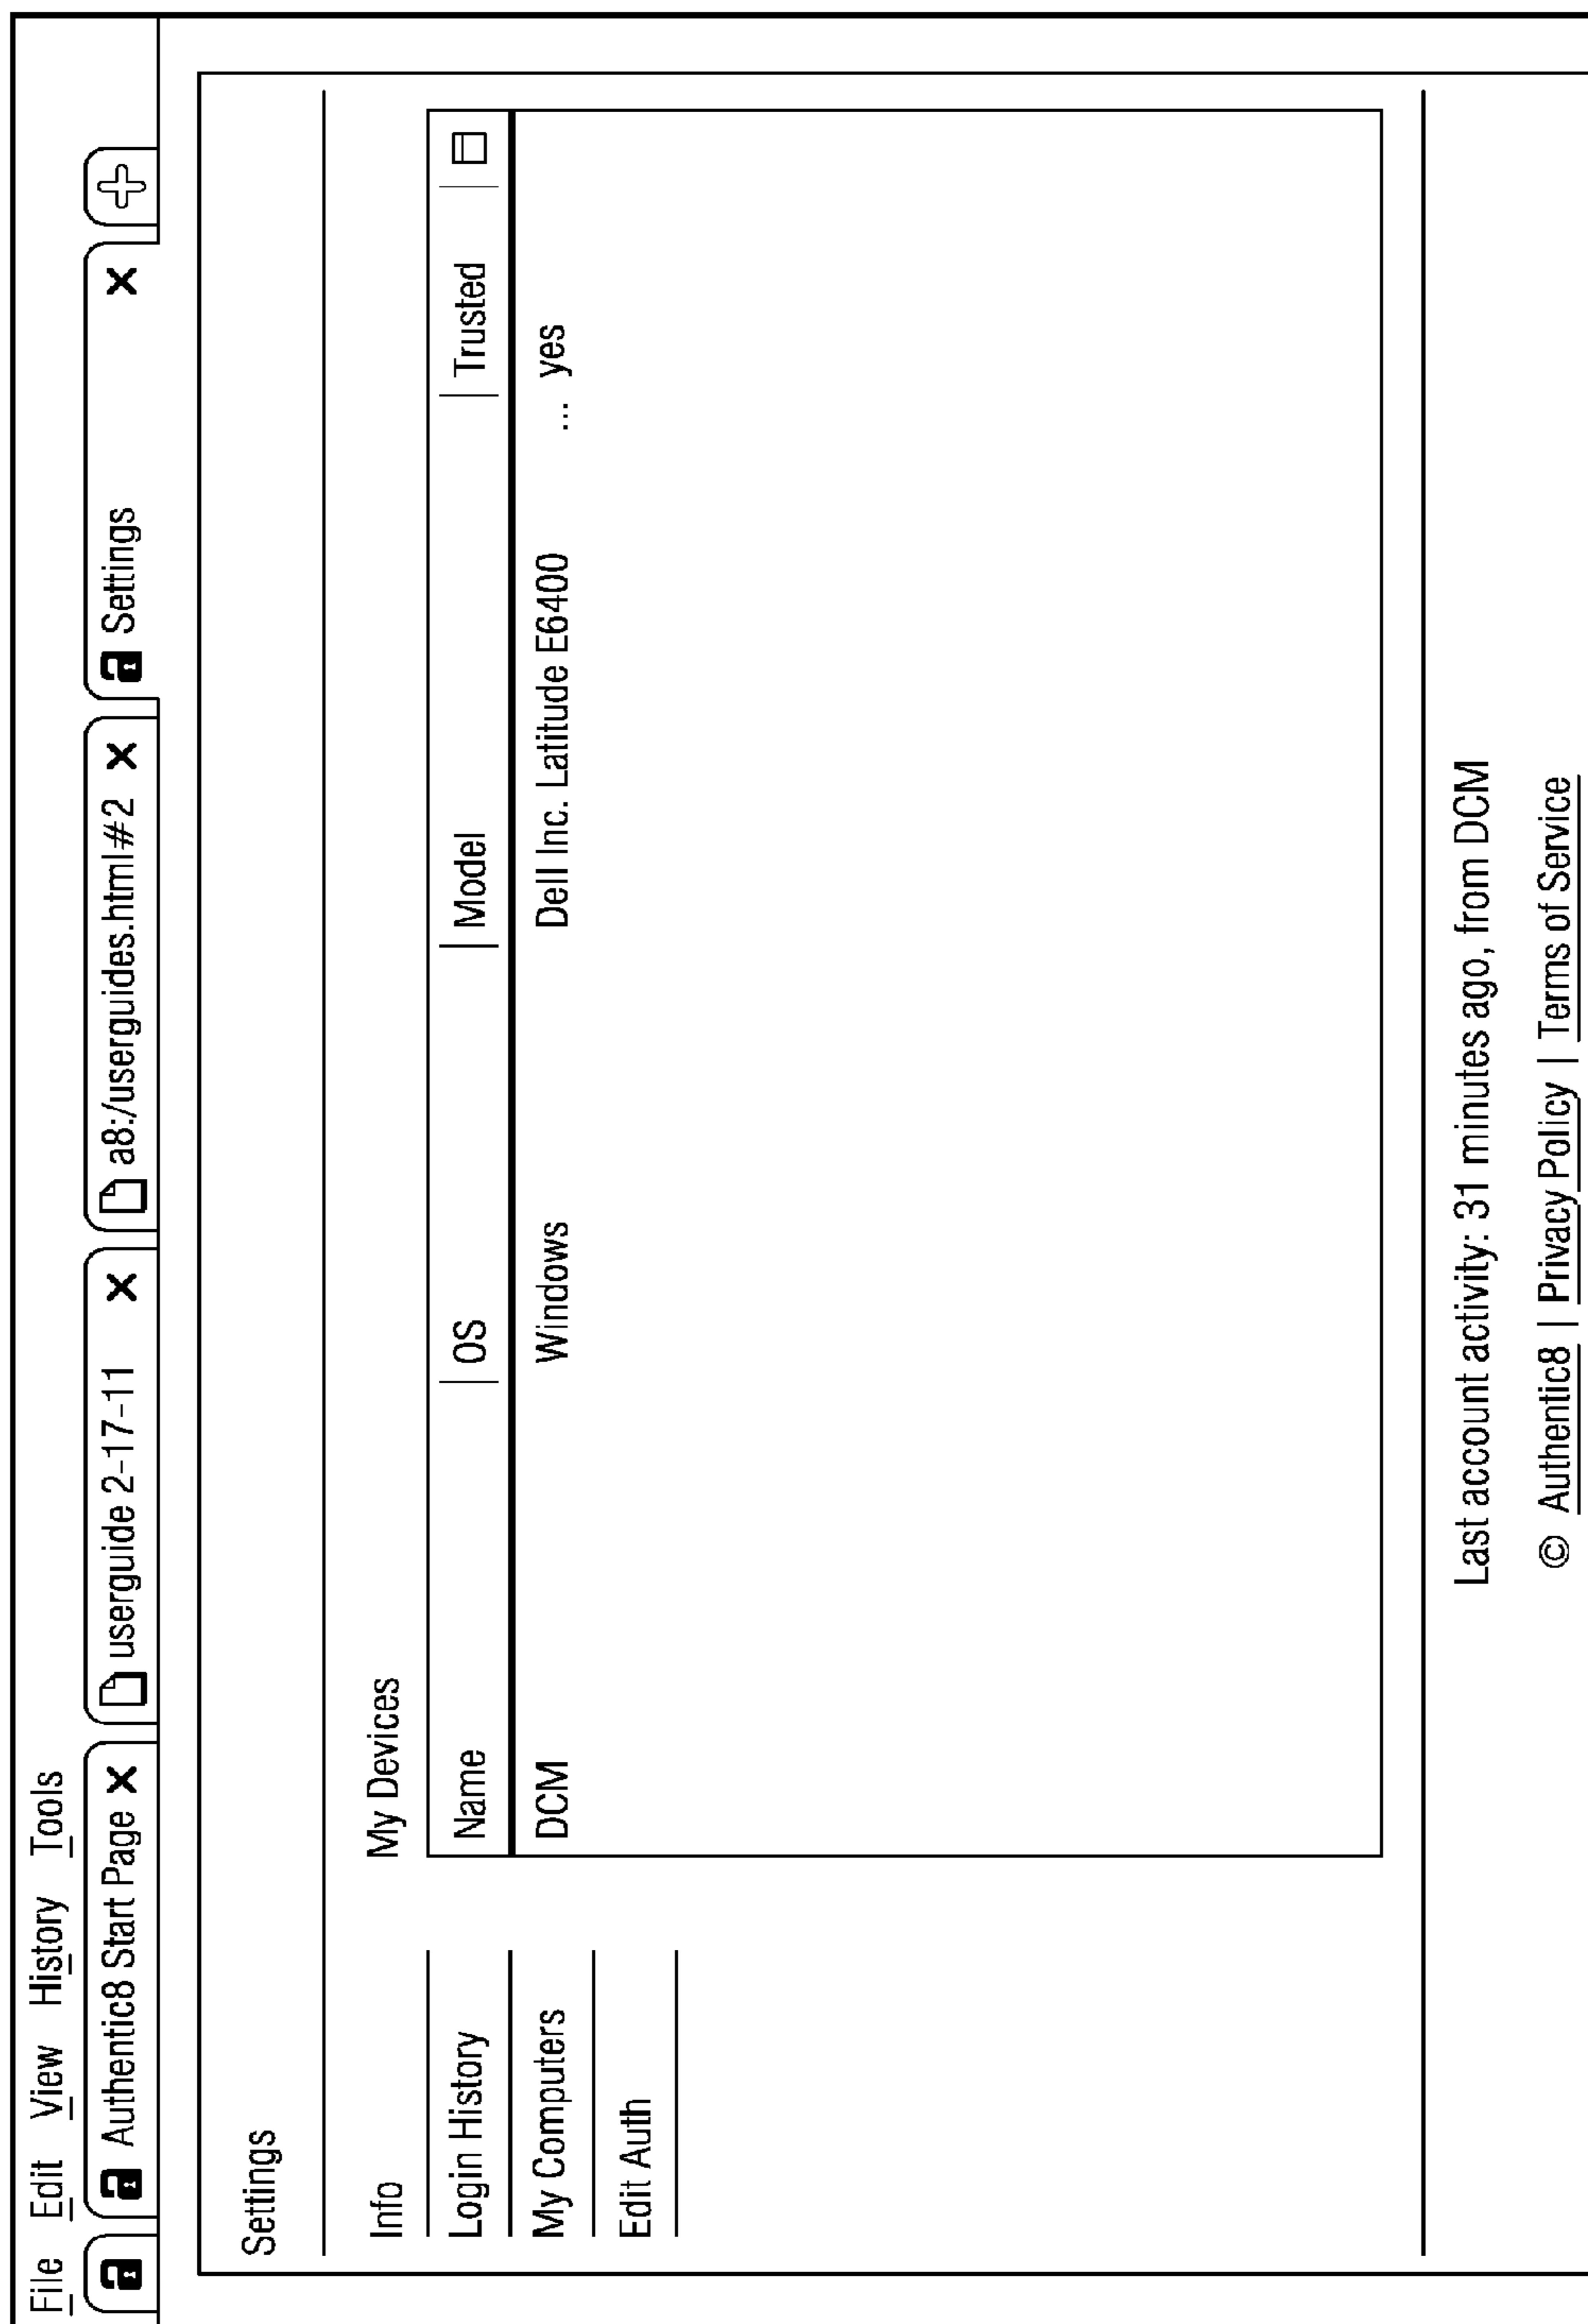 File Edit View History Tools
Authentic8 Start Page × userguide 2-17-11 × a8:/userguides.html#2 × Settings ×
Settings
Info
Login History
My Computers
Edit Auth
My Devices
Name OS Model Trusted
DCM Windows Dell Inc. Latitude E6400 ... yes
Last account activity: 31 minutes ago, from DCM
© Authentic8 | Privacy Policy | Terms of Service